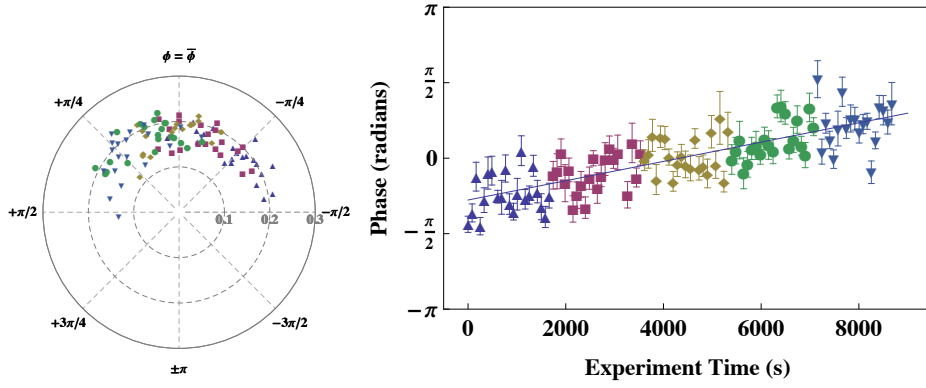 ϕ = ϕ̅
+π/4
−π/4
+π/2
0.1
0.2
0.3
−π/2
+3π/4
−3π/2
±π
Phase (radians)
π
π/2
0
−π/2
−π
0
2000
4000
6000
8000
Experiment Time (s)